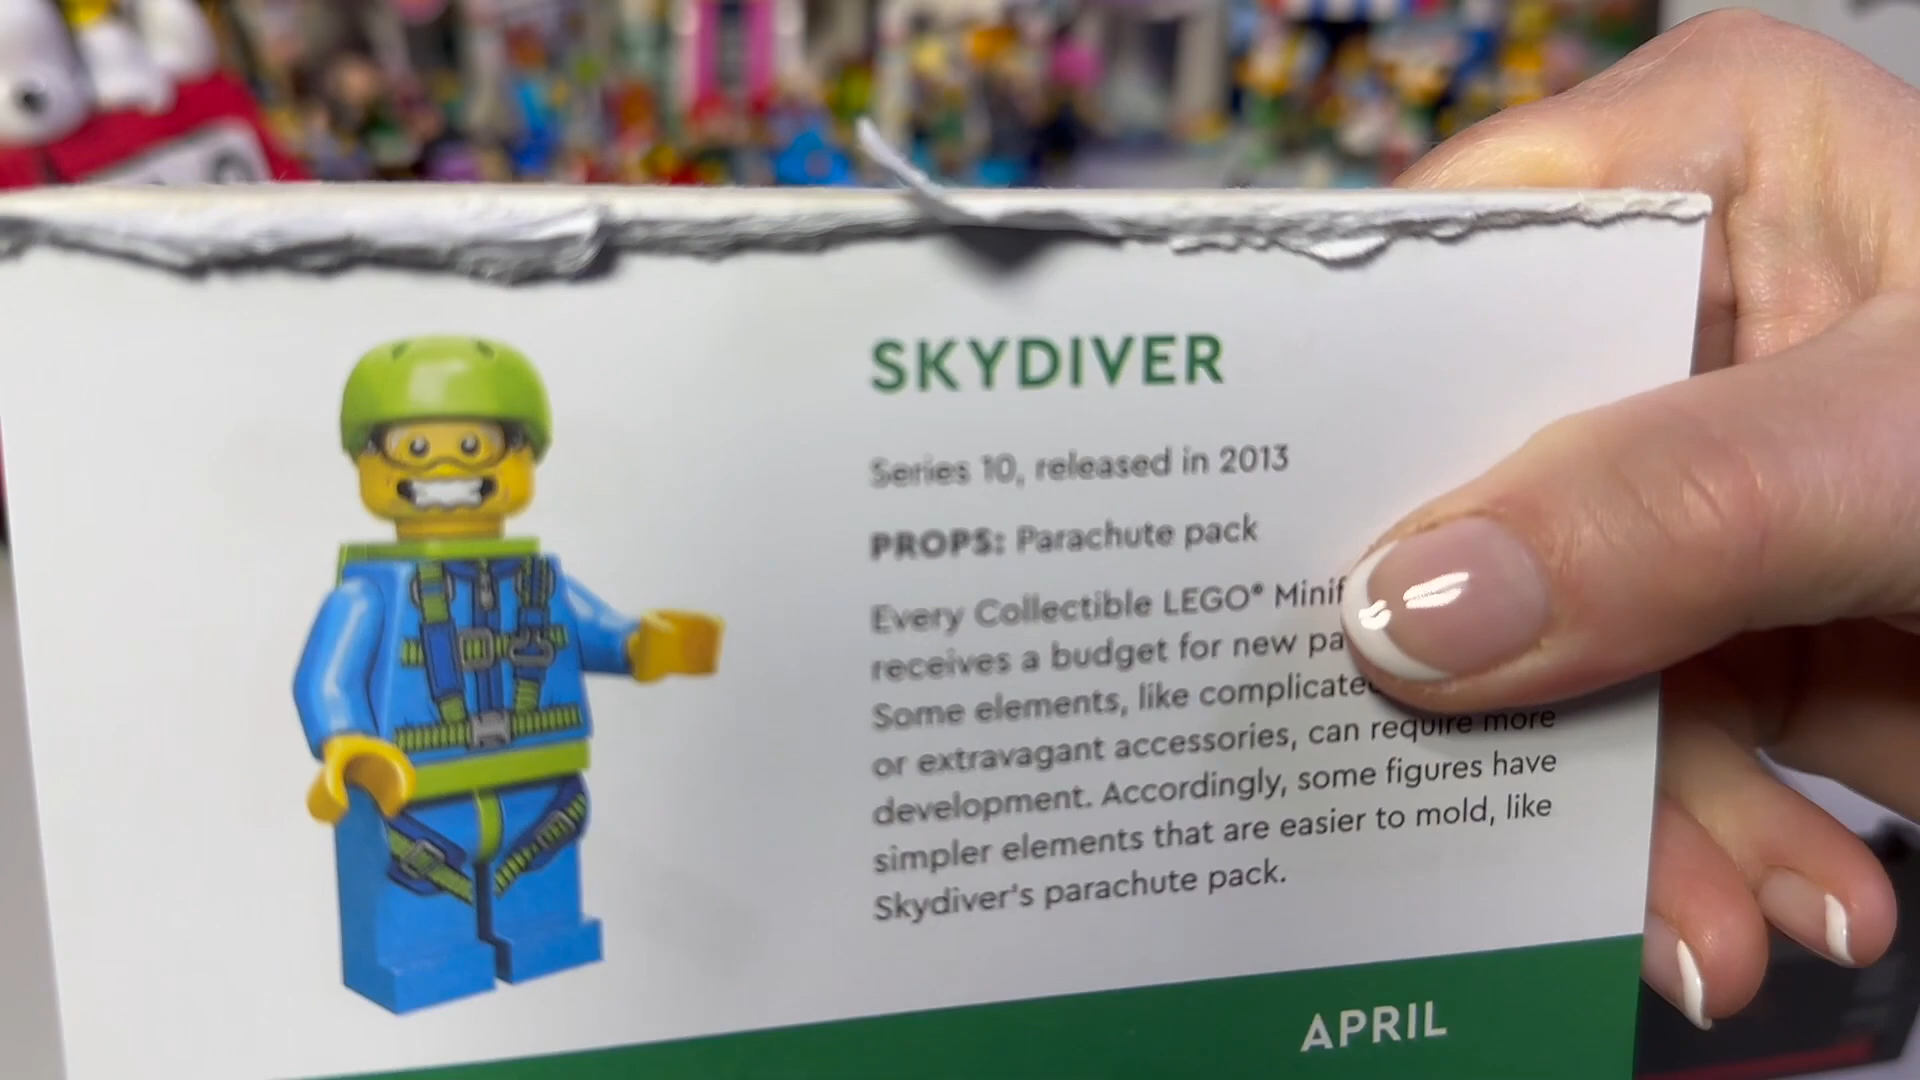 SKYDIVER
Series 10, released in 2013
PROPS: Parachute pack
Every Collectible LEGO® Minif
receives a budget for new pa
Some elements, like complicated
or extravagant accessories, can require more
development. Accordingly, some figures have
simpler elements that are easier to mold, like
Skydiver's parachute pack.
APRIL